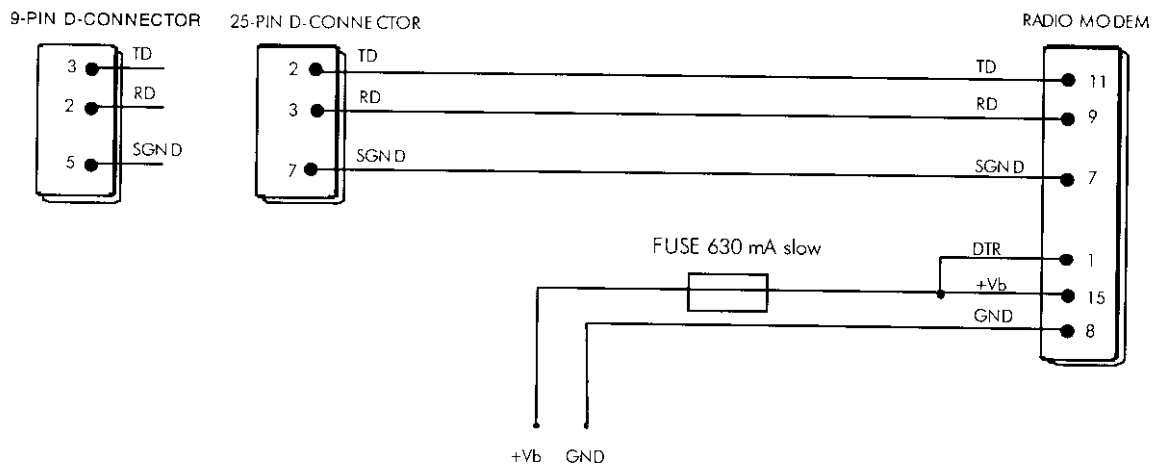 9-PIN D-CONNECTOR
25-PIN D-CONNECTOR
RADIO MODEM
3 TD
2 RD
5 SGND
2 TD
3 RD
7 SGND
TD 11
RD 9
SGND 7
FUSE 630 mA slow
DTR 1
+Vb 15
GND 8
+Vb GND